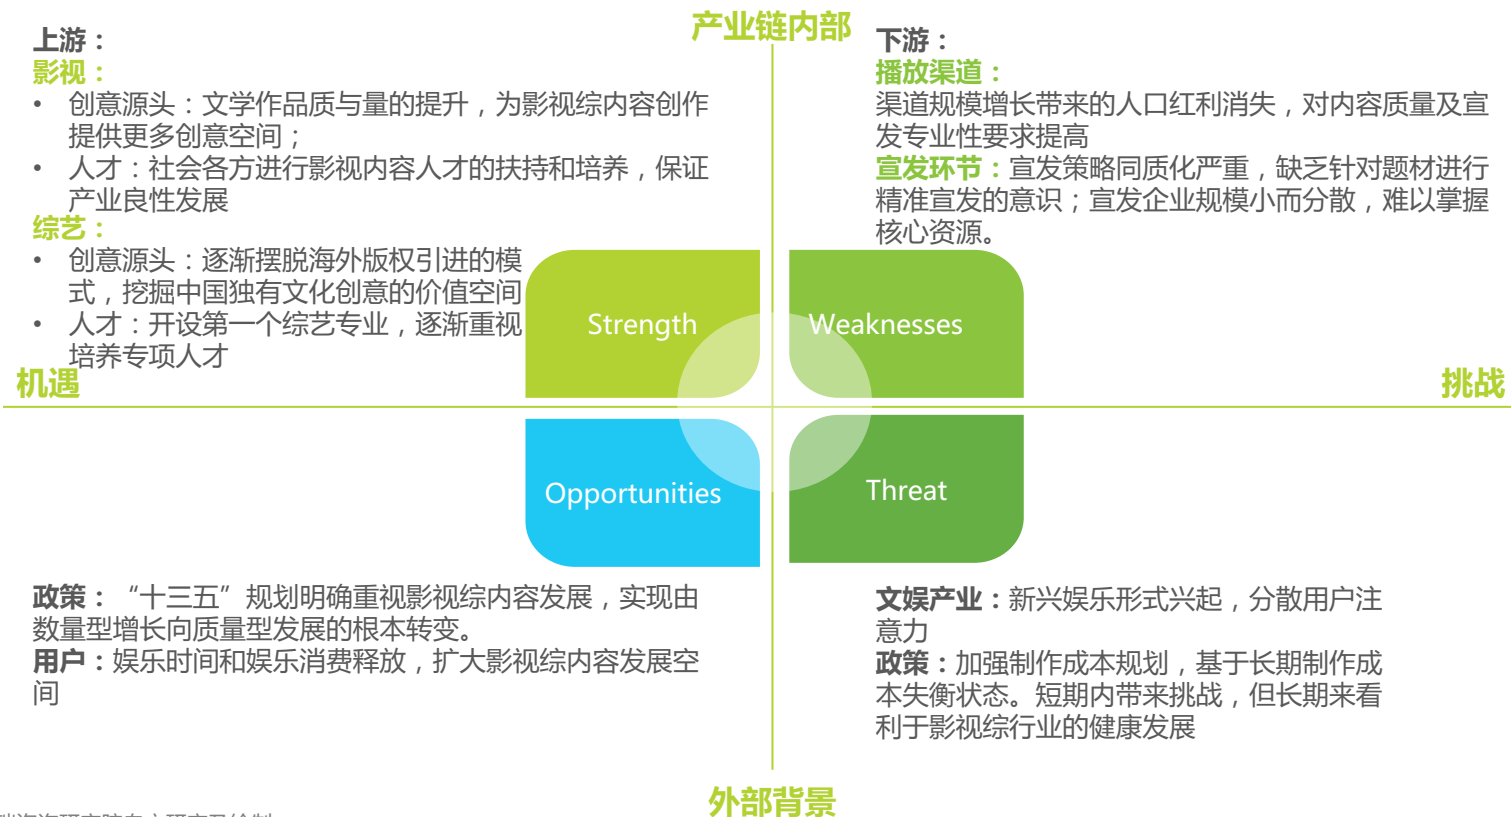 产业链内部
上游：
影视：
• 创意源头：文学作品质与量的提升，为影视综内容创作
提供更多创意空间；
• 人才：社会各方进行影视内容人才的扶持和培养，保证
产业良性发展
综艺：
• 创意源头：逐渐摆脱海外版权引进的模
式，挖掘中国独有文化创意的价值空间
• 人才：开设第一个综艺专业，逐渐重视
培养专项人才
下游：
播放渠道：
渠道规模增长带来的人口红利消失，对内容质量及宣
发专业性要求提高
宣发环节：宣发策略同质化严重，缺乏针对题材进行
精准宣发的意识；宣发企业规模小而分散，难以掌握
核心资源。
Strength
Weaknesses
机遇
挑战
Opportunities
Threat
政策：“十三五”规划明确重视影视综内容发展，实现由
数量型增长向质量型发展的根本转变。
用户：娱乐时间和娱乐消费释放，扩大影视综内容发展空
间
文娱产业：新兴娱乐形式兴起，分散用户注
意力
政策：加强制作成本规划，基于长期制作成
本失衡状态。短期内带来挑战，但长期来看
利于影视综行业的健康发展
外部背景